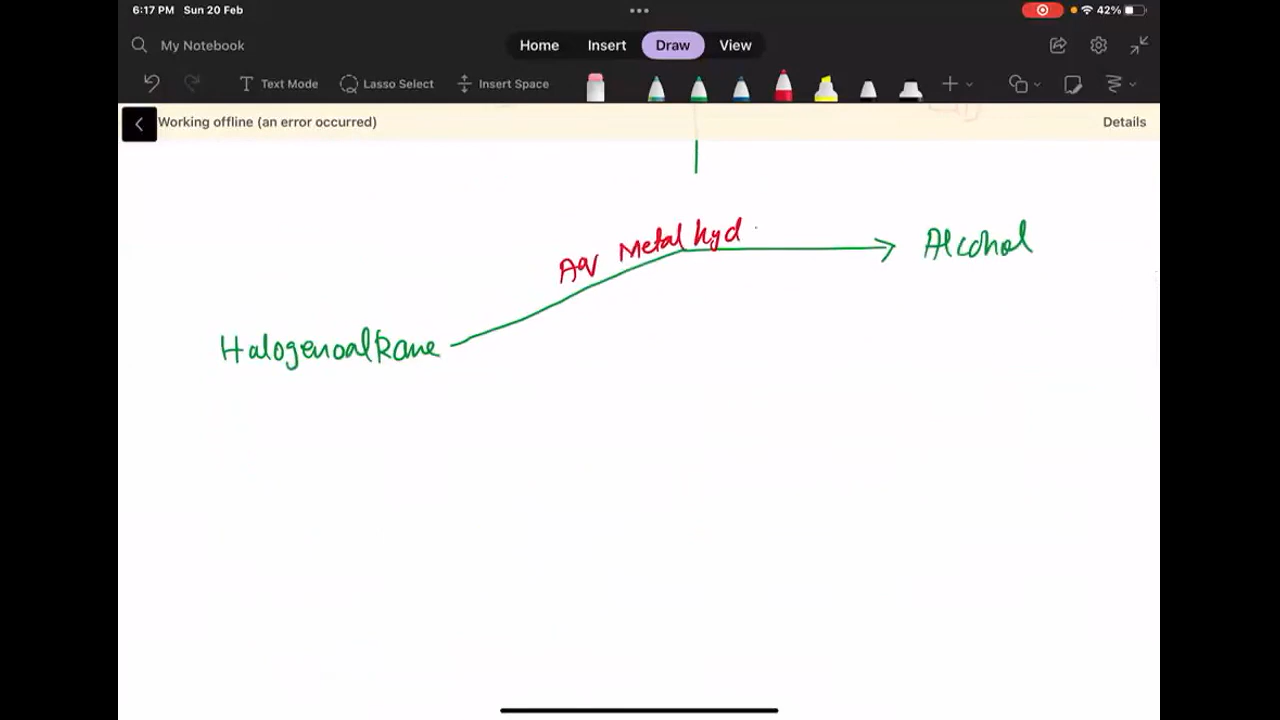 6:17 PM Sun 20 Feb
42%
My Notebook
Home Insert Draw View
Text Mode Lasso Select Insert Space
Working offline (an error occurred) Details
Aq Metal hyd
Alcohol
Halogenoalkane